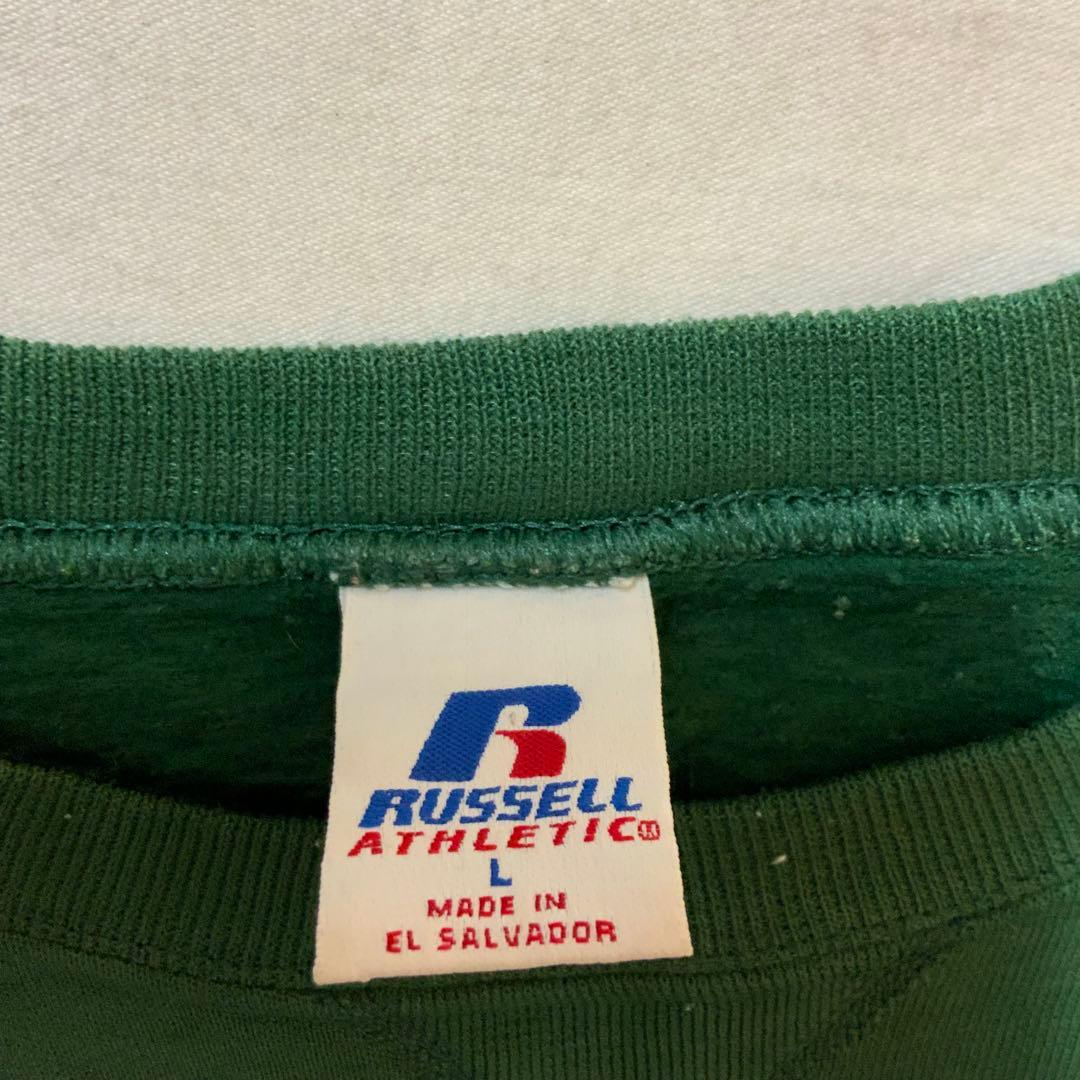 RUSSELL
ATHLETIC®
L
MADE IN
EL SALVADOR